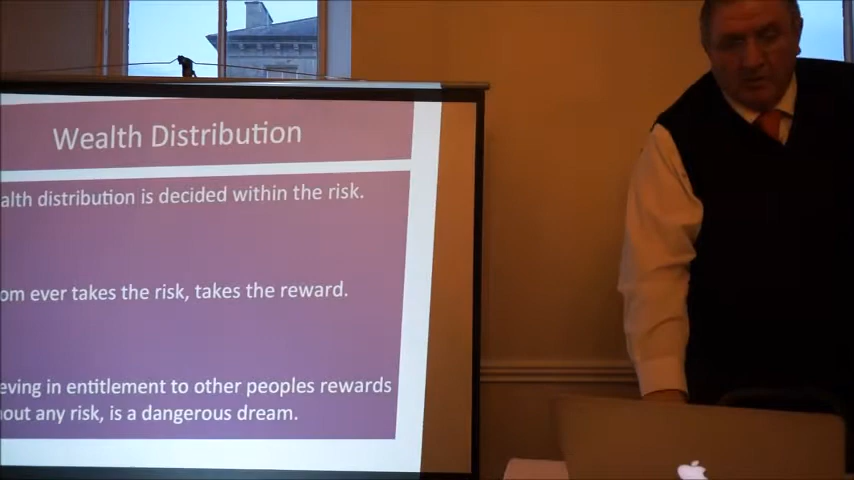 Wealth Distribution
alth distribution is decided within the risk.
om ever takes the risk, takes the reward.
eving in entitlement to other peoples rewards
out any risk, is a dangerous dream.